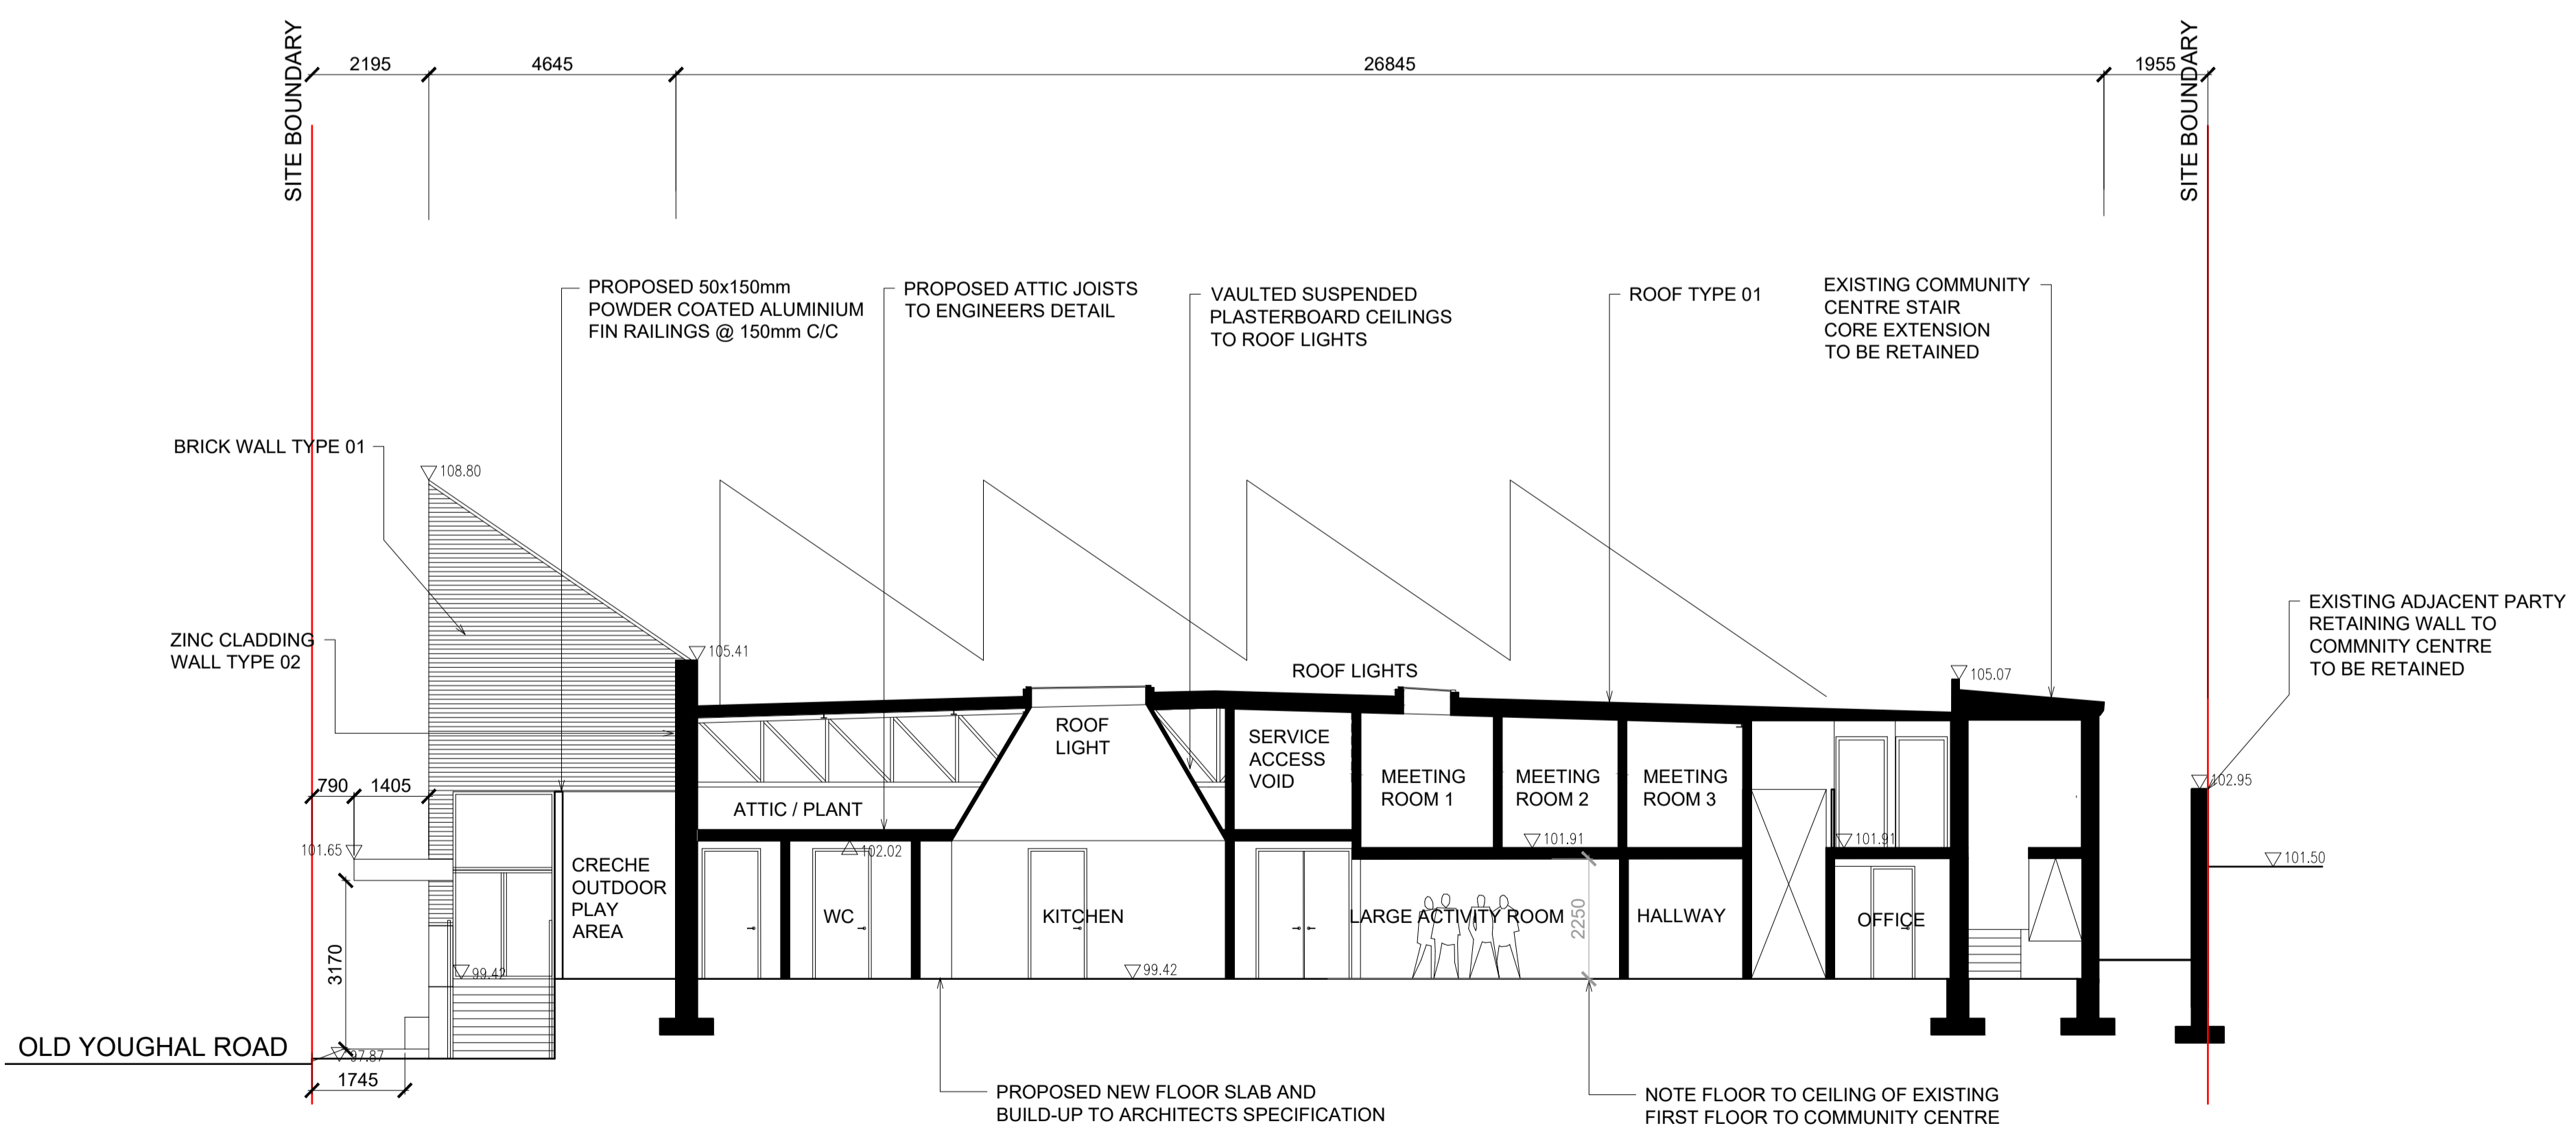 SITE BOUNDARY
2195
4645
26845
1955
SITE BOUNDARY
PROPOSED 50x150mm
POWDER COATED ALUMINIUM
FIN RAILINGS @ 150mm C/C
PROPOSED ATTIC JOISTS
TO ENGINEERS DETAIL
VAULTED SUSPENDED
PLASTERBOARD CEILINGS
TO ROOF LIGHTS
ROOF TYPE 01
EXISTING COMMUNITY
CENTRE STAIR
CORE EXTENSION
TO BE RETAINED
BRICK WALL TYPE 01
108.80
ZINC CLADDING
WALL TYPE 02
105.41
ROOF LIGHTS
105.07
EXISTING ADJACENT PARTY
RETAINING WALL TO
COMMNITY CENTRE
TO BE RETAINED
ROOF
LIGHT
SERVICE
ACCESS
VOID
MEETING
ROOM 1
MEETING
ROOM 2
MEETING
ROOM 3
790
1405
102.95
ATTIC / PLANT
101.65
102.02
101.91
101.91
101.50
CRECHE
OUTDOOR
PLAY
AREA
WC
KITCHEN
LARGE ACTIVITY ROOM
2250
HALLWAY
OFFICE
3170
99.42
99.42
OLD YOUGHAL ROAD
97.87
1745
PROPOSED NEW FLOOR SLAB AND
BUILD-UP TO ARCHITECTS SPECIFICATION
NOTE FLOOR TO CEILING OF EXISTING
FIRST FLOOR TO COMMUNITY CENTRE